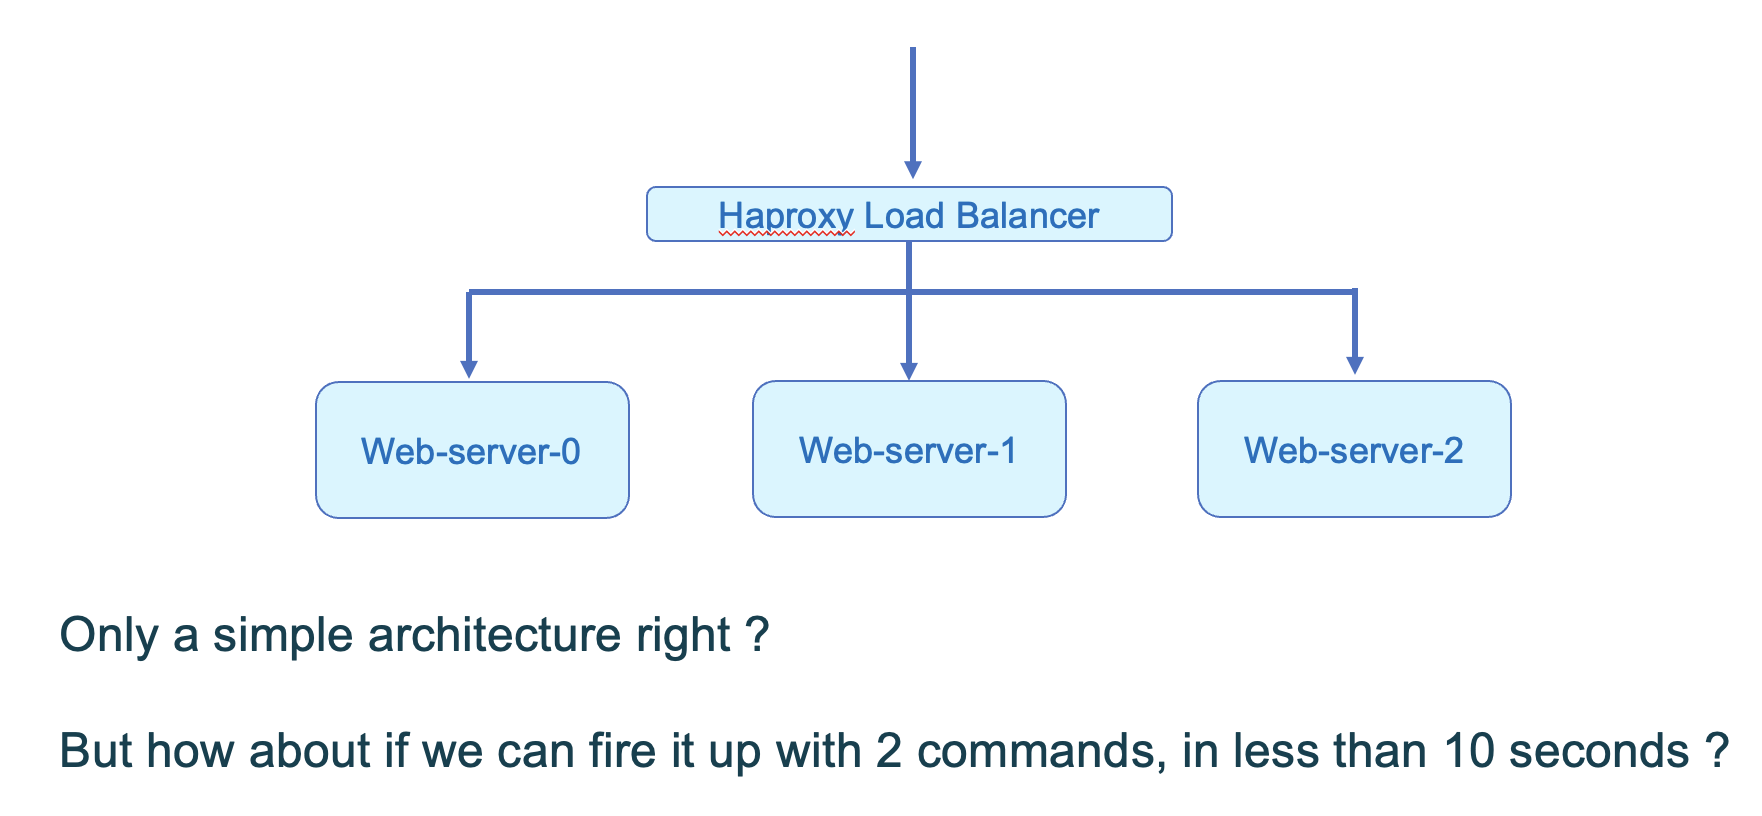 Haproxy Load Balancer
Web-server-0
Web-server-1
Web-server-2
Only a simple architecture right ?
But how about if we can fire it up with 2 commands, in less than 10 seconds ?